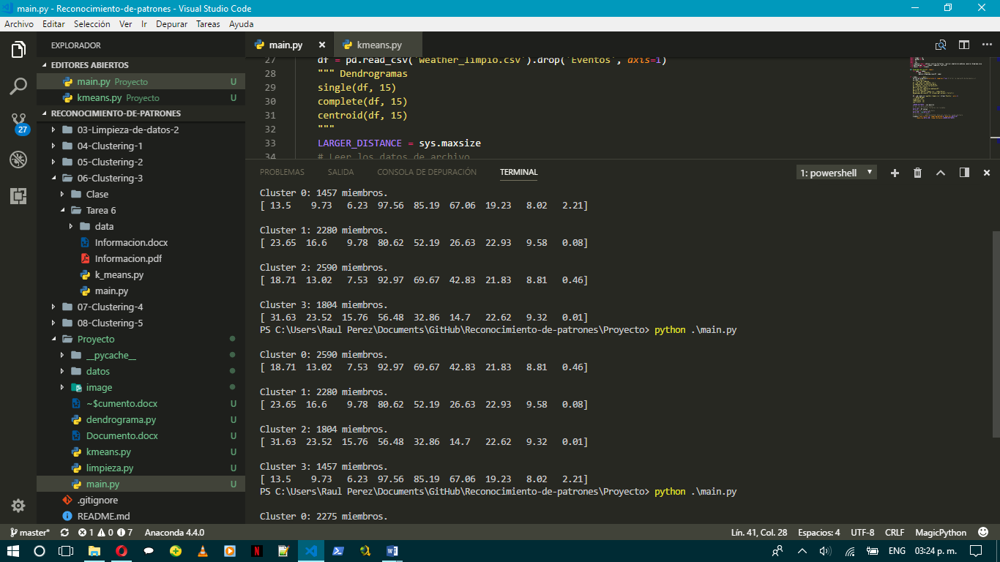 main.py - Reconocimiento-de-patrones - Visual Studio Code
Archivo Editar Selección Ver Ir Depurar Tareas Ayuda
EXPLORADOR
EDITORES ABIERTOS
main.py Proyecto U
kmeans.py Proyecto U
RECONOCIMIENTO-DE-PATRONES
03-Limpieza-de-datos-2
04-Clustering-1
05-Clustering-2
06-Clustering-3
Clase
Tarea 6
data
Informacion.docx
Informacion.pdf
k_means.py
main.py
07-Clustering-4
08-Clustering-5
Proyecto
__pycache__
datos
image
~$cumento.docx U
dendrograma.py U
Documento.docx U
kmeans.py U
limpieza.py U
main.py U
.gitignore
README.md
27
main.py
kmeans.py
27 df = pd.read_csv('weather_limpio.csv').drop('Eventos', axis=1)
28 """ Dendrogramas
29 single(df, 15)
30 complete(df, 15)
31 centroid(df, 15)
32 """
33 LARGER_DISTANCE = sys.maxsize
34 # Leer los datos de archivo
PROBLEMAS SALIDA CONSOLA DE DEPURACIÓN TERMINAL 1: powershell
Cluster 0: 1457 miembros.
[ 13.5 9.73 6.23 97.56 85.19 67.06 19.23 8.02 2.21]
Cluster 1: 2280 miembros.
[ 23.65 16.6 9.78 80.62 52.19 26.63 22.93 9.58 0.08]
Cluster 2: 2590 miembros.
[ 18.71 13.02 7.53 92.97 69.67 42.83 21.83 8.81 0.46]
Cluster 3: 1804 miembros.
[ 31.63 23.52 15.76 56.48 32.86 14.7 22.62 9.32 0.01]
PS C:\Users\Raul Perez\Documents\GitHub\Reconocimiento-de-patrones\Proyecto> python .\main.py
Cluster 0: 2590 miembros.
[ 18.71 13.02 7.53 92.97 69.67 42.83 21.83 8.81 0.46]
Cluster 1: 2280 miembros.
[ 23.65 16.6 9.78 80.62 52.19 26.63 22.93 9.58 0.08]
Cluster 2: 1804 miembros.
[ 31.63 23.52 15.76 56.48 32.86 14.7 22.62 9.32 0.01]
Cluster 3: 1457 miembros.
[ 13.5 9.73 6.23 97.56 85.19 67.06 19.23 8.02 2.21]
PS C:\Users\Raul Perez\Documents\GitHub\Reconocimiento-de-patrones\Proyecto> python .\main.py
Cluster 0: 2275 miembros.
master* 1 0 7 Anaconda 4.4.0 Lín. 41, Col. 28 Espacios: 4 UTF-8 CRLF MagicPython
ENG 03:24 p. m.